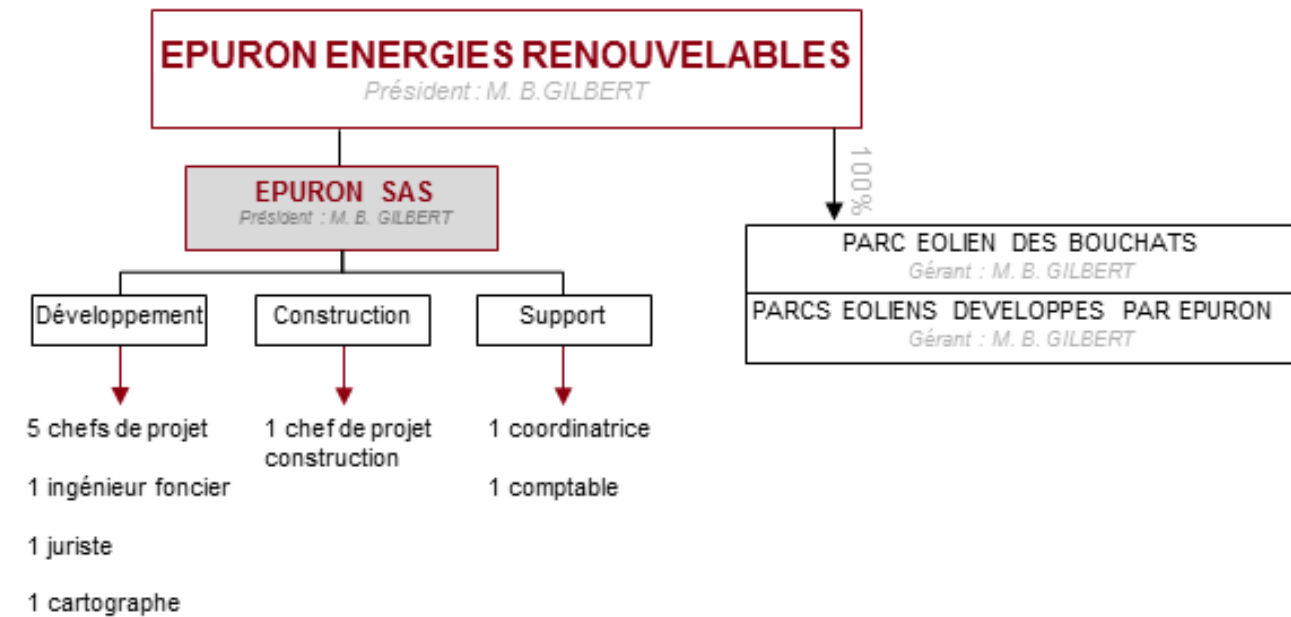 EPURON ENERGIES RENOUVELABLES
Président : M. B.GILBERT
100%
EPURON SAS
Président : M. B. GILBERT
PARC EOLIEN DES BOUCHATS
Gérant : M. B. GILBERT
PARCS EOLIENS DEVELOPPES PAR EPURON
Gérant : M. B. GILBERT
Développement
Construction
Support
5 chefs de projet
1 ingénieur foncier
1 juriste
1 cartographe
1 chef de projet
construction
1 coordinatrice
1 comptable